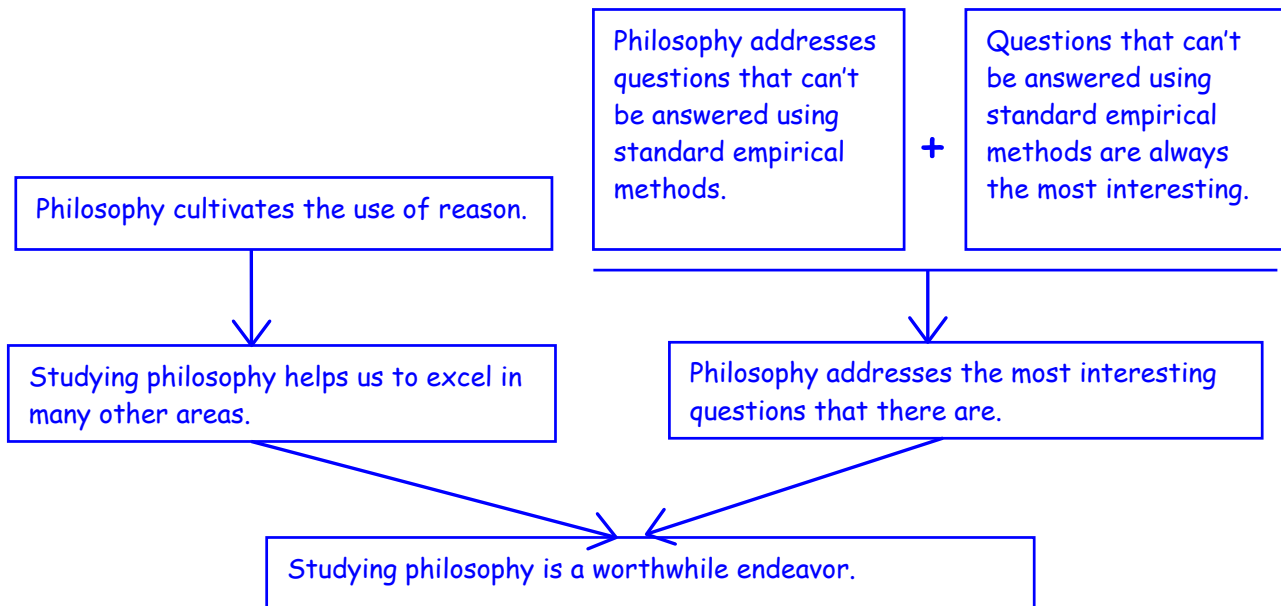 Philosophy addresses
questions that can't
be answered using
standard empirical
methods.
+
Questions that can't
be answered using
standard empirical
methods are always
the most interesting.
Philosophy cultivates the use of reason.
Studying philosophy helps us to excel in
many other areas.
Philosophy addresses the most interesting
questions that there are.
Studying philosophy is a worthwhile endeavor.